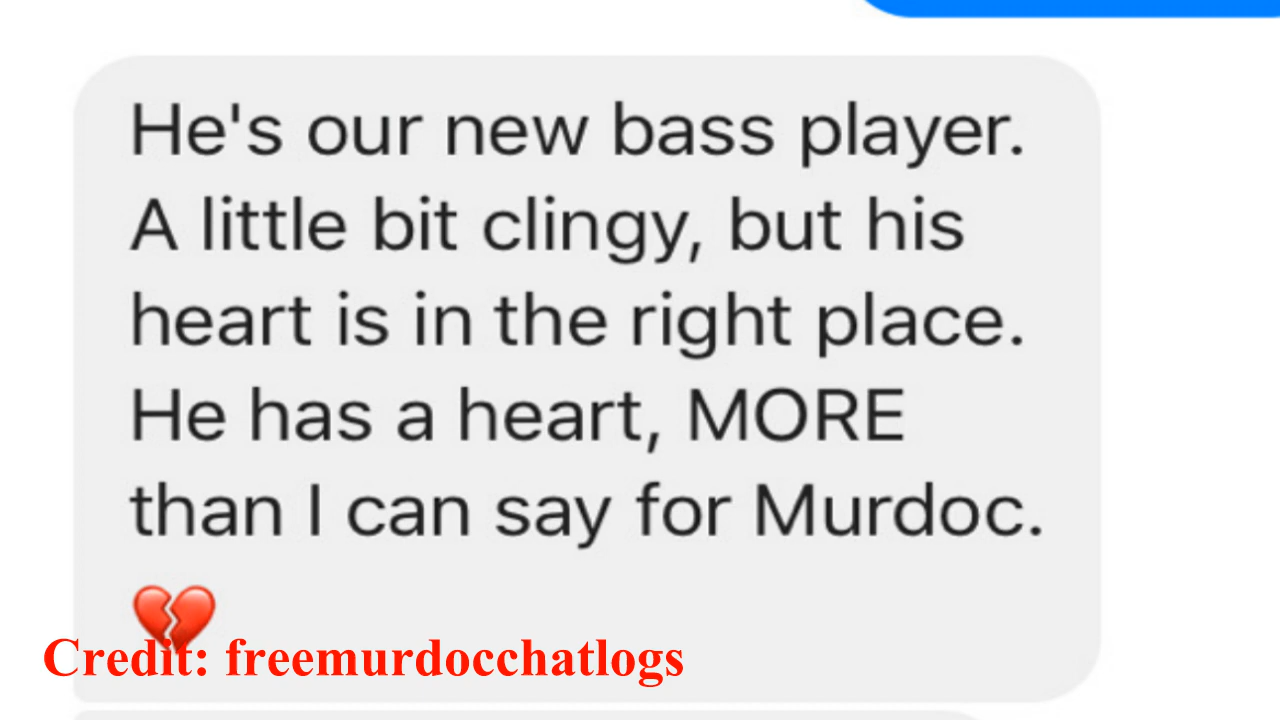 He's our new bass player.
A little bit clingy, but his
heart is in the right place.
He has a heart, MORE
than I can say for Murdoc.
💔
Credit: freemurdocchatlogs